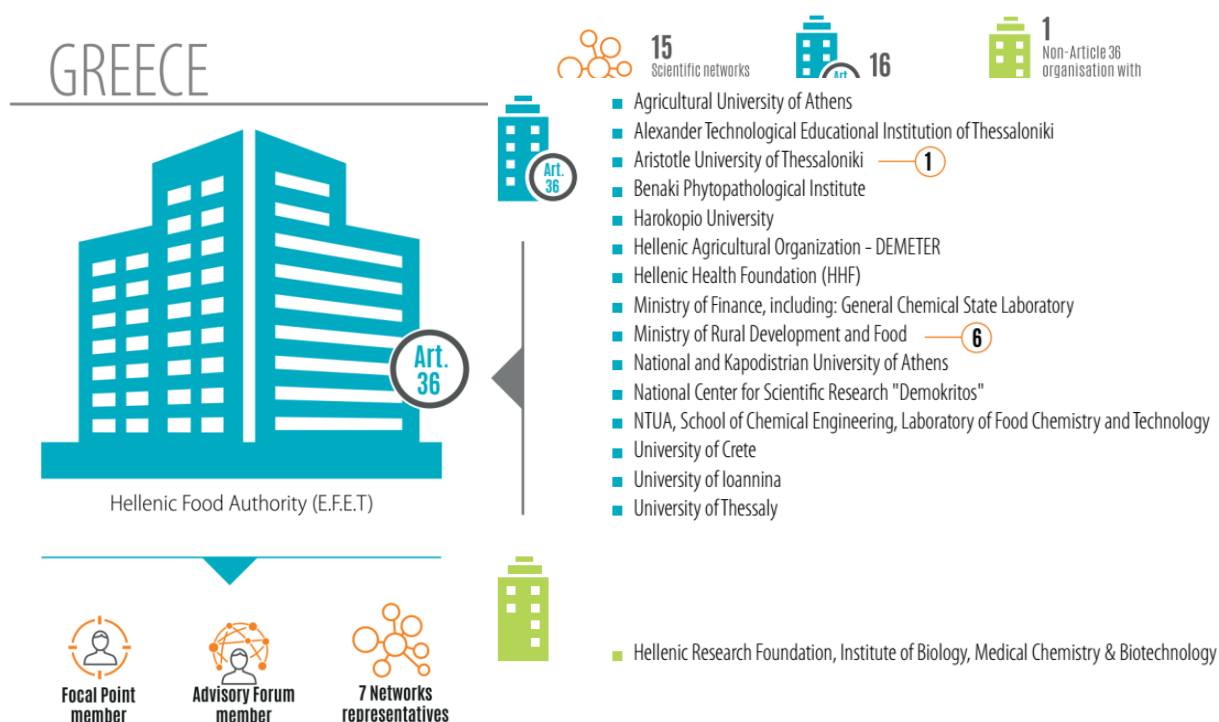 GREECE
15
Scientific networks
Art.
16
1
Non-Article 36
organisation with
Art.
36
Hellenic Food Authority (E.F.E.T)
Focal Point
member
Advisory Forum
member
7 Networks
representatives
Art.
36
Agricultural University of Athens
Alexander Technological Educational Institution of Thessaloniki
Aristotle University of Thessaloniki 1
Benaki Phytopathological Institute
Harokopio University
Hellenic Agricultural Organization - DEMETER
Hellenic Health Foundation (HHF)
Ministry of Finance, including: General Chemical State Laboratory
Ministry of Rural Development and Food 6
National and Kapodistrian University of Athens
National Center for Scientific Research "Demokritos"
NTUA, School of Chemical Engineering, Laboratory of Food Chemistry and Technology
University of Crete
University of Ioannina
University of Thessaly
Hellenic Research Foundation, Institute of Biology, Medical Chemistry & Biotechnology